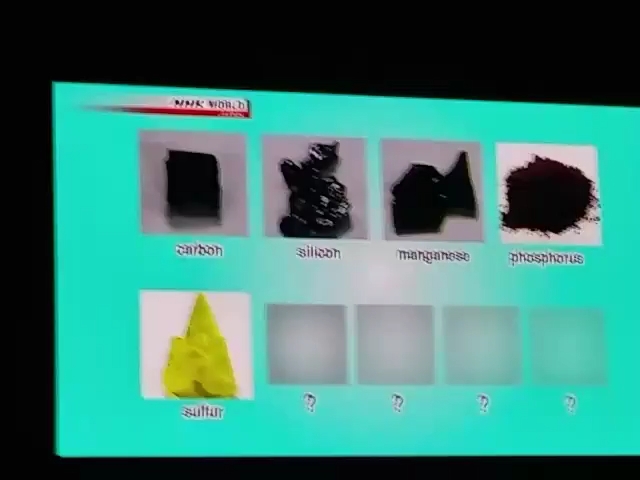 NHK WORLD
carbon
silicon
manganese
phosphorus
sulfur
?
?
?
?